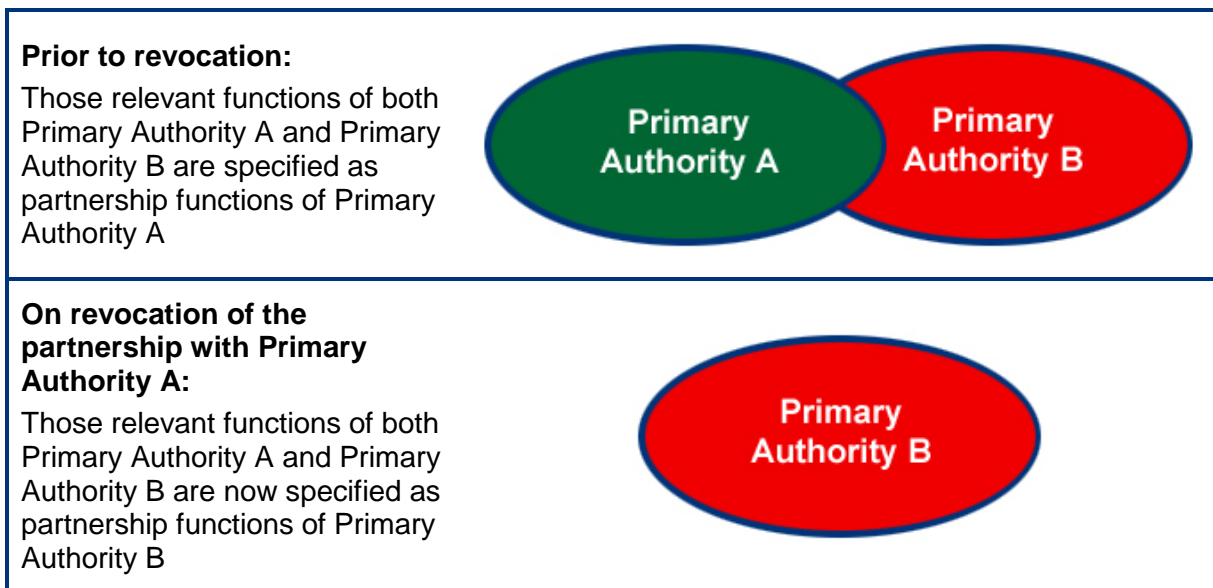 Prior to revocation:
Those relevant functions of both
Primary Authority A and Primary
Authority B are specified as
partnership functions of Primary
Authority A
Primary
Authority A
Primary
Authority B
On revocation of the
partnership with Primary
Authority A:
Those relevant functions of both
Primary Authority A and Primary
Authority B are now specified as
partnership functions of Primary
Authority B
Primary
Authority B